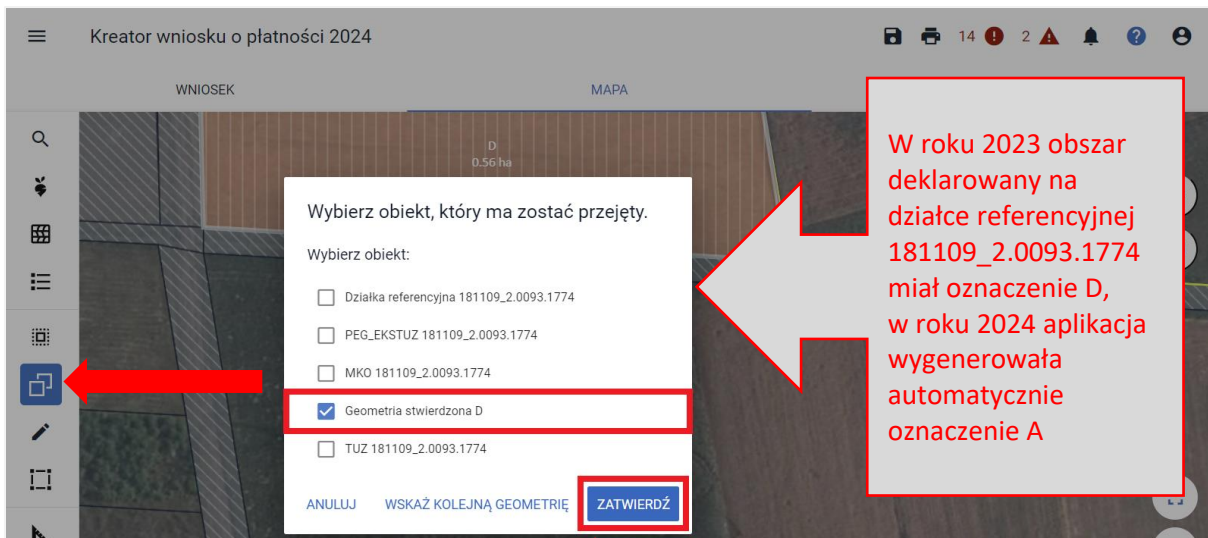 Kreator wniosku o płatności 2024
14 2
WNIOSEK MAPA
D
0.56 ha
Wybierz obiekt, który ma zostać przejęty.
Wybierz obiekt:
Działka referencyjna 181109_2.0093.1774
PEG_EKSTUZ 181109_2.0093.1774
MKO 181109_2.0093.1774
Geometria stwierdzona D
TUZ 181109_2.0093.1774
ANULUJ WSKAŻ KOLEJNĄ GEOMETRIĘ ZATWIERDŹ
W roku 2023 obszar
deklarowany na
działce referencyjnej
181109_2.0093.1774
miał oznaczenie D,
w roku 2024 aplikacja
wygenerowała
automatycznie
oznaczenie A